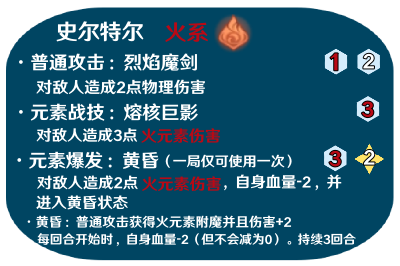 史尔特尔 火系
·普通攻击：烈焰魔剑 1 2
对敌人造成2点物理伤害
·元素战技：熔核巨影 3
对敌人造成3点 火元素伤害
·元素爆发：黄昏（一局仅可使用一次） 3 2
对敌人造成2点 火元素伤害，自身血量-2，并
进入黄昏状态
·黄昏：普通攻击获得火元素附魔并且伤害+2
每回合开始时，自身血量-2（但不会减为0）。持续3回合